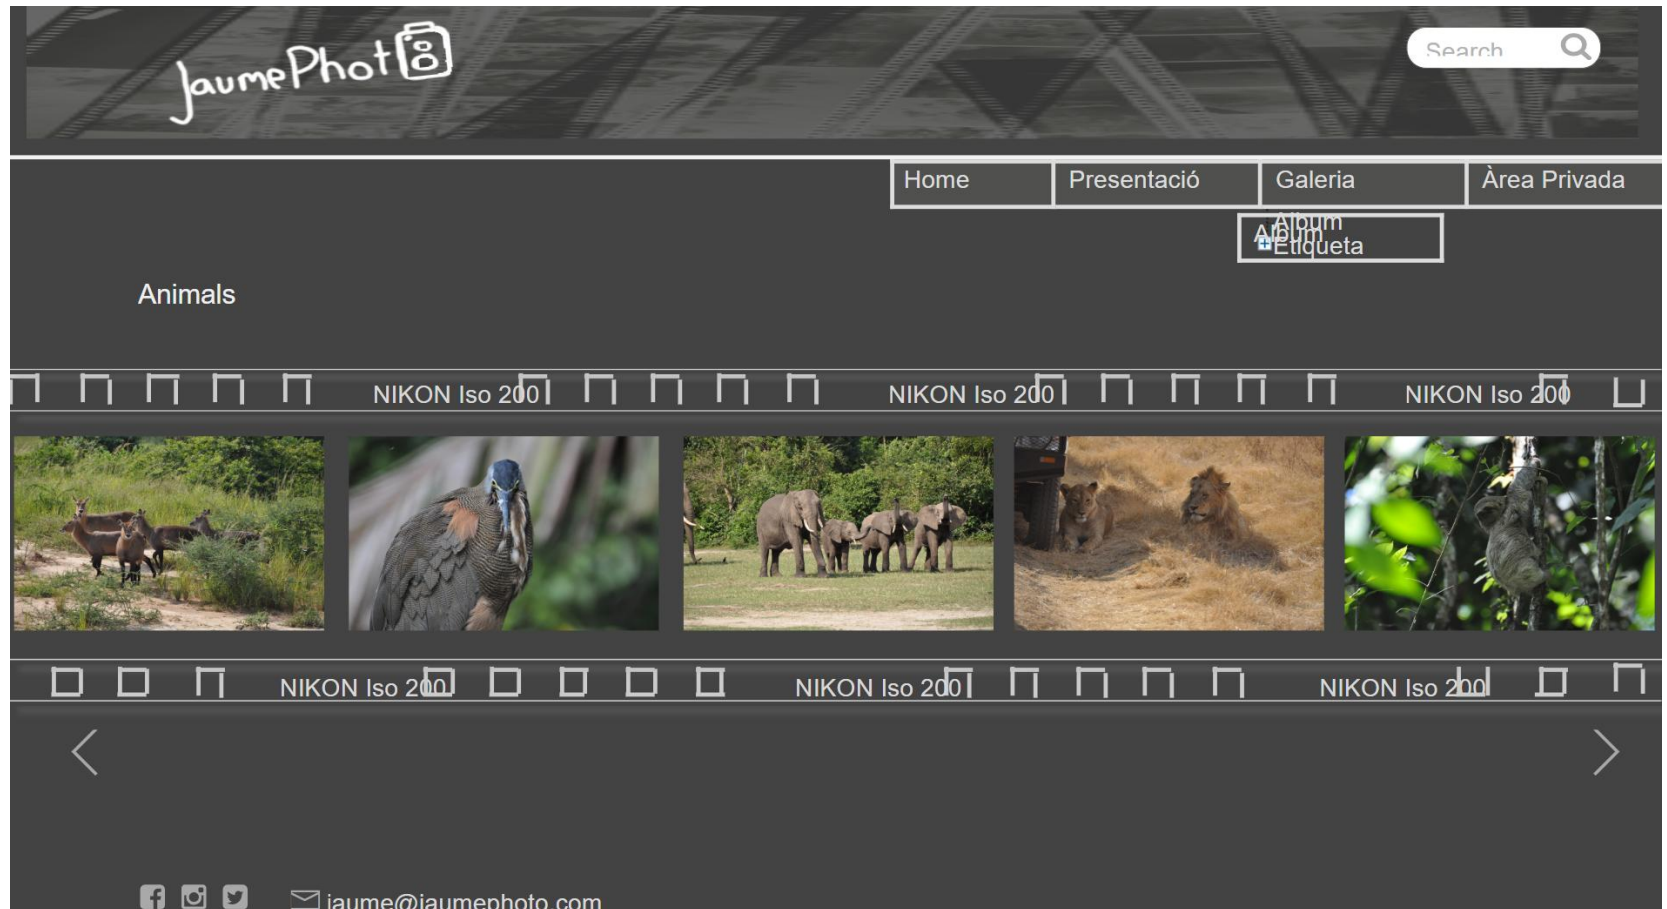 JaumePhoto
Search
Home Presentació Galeria Àrea Privada
Album
Album
Etiqueta
Animals
NIKON Iso 200 NIKON Iso 200 NIKON Iso 200
NIKON Iso 200 NIKON Iso 200 NIKON Iso 200
jaume@jaumephoto.com